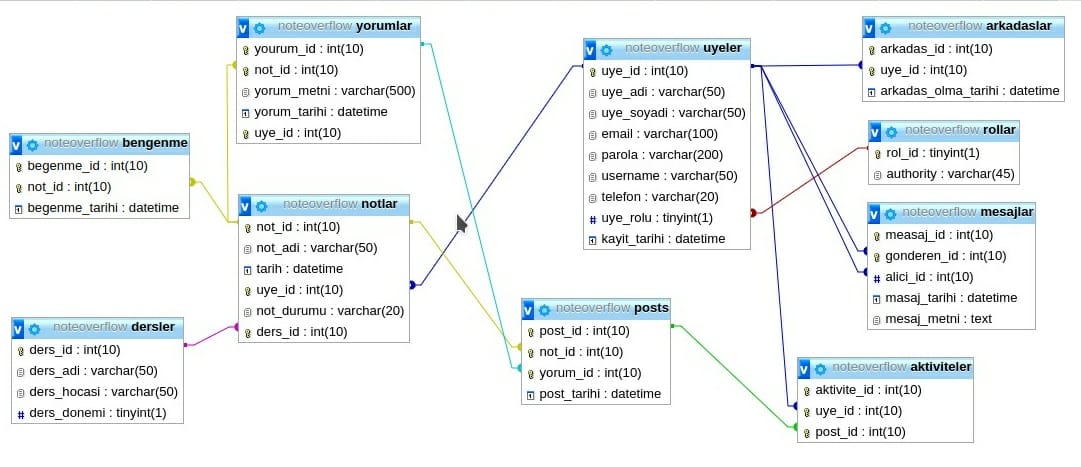 noteoverflow yorumlar
yourum_id : int(10)
not_id : int(10)
yorum_metni : varchar(500)
yorum_tarihi : datetime
uye_id : int(10)
noteoverflow bengenme
begenme_id : int(10)
not_id : int(10)
begenme_tarihi : datetime
noteoverflow notlar
not_id : int(10)
not_adi : varchar(50)
tarih : datetime
uye_id : int(10)
not_durumu : varchar(20)
ders_id : int(10)
noteoverflow dersler
ders_id : int(10)
ders_adi : varchar(50)
ders_hocasi : varchar(50)
ders_donemi : tinyint(1)
noteoverflow uyeler
uye_id : int(10)
uye_adi : varchar(50)
uye_soyadi : varchar(50)
email : varchar(100)
parola : varchar(200)
username : varchar(50)
telefon : varchar(20)
uye_rolu : tinyint(1)
kayit_tarihi : datetime
noteoverflow posts
post_id : int(10)
not_id : int(10)
yorum_id : int(10)
post_tarihi : datetime
noteoverflow arkadaslar
arkadas_id : int(10)
uye_id : int(10)
arkadas_olma_tarihi : datetime
noteoverflow rollar
rol_id : tinyint(1)
authority : varchar(45)
noteoverflow mesajlar
measaj_id : int(10)
gonderen_id : int(10)
alici_id : int(10)
masaj_tarihi : datetime
mesaj_metni : text
noteoverflow aktiviteler
aktivite_id : int(10)
uye_id : int(10)
post_id : int(10)